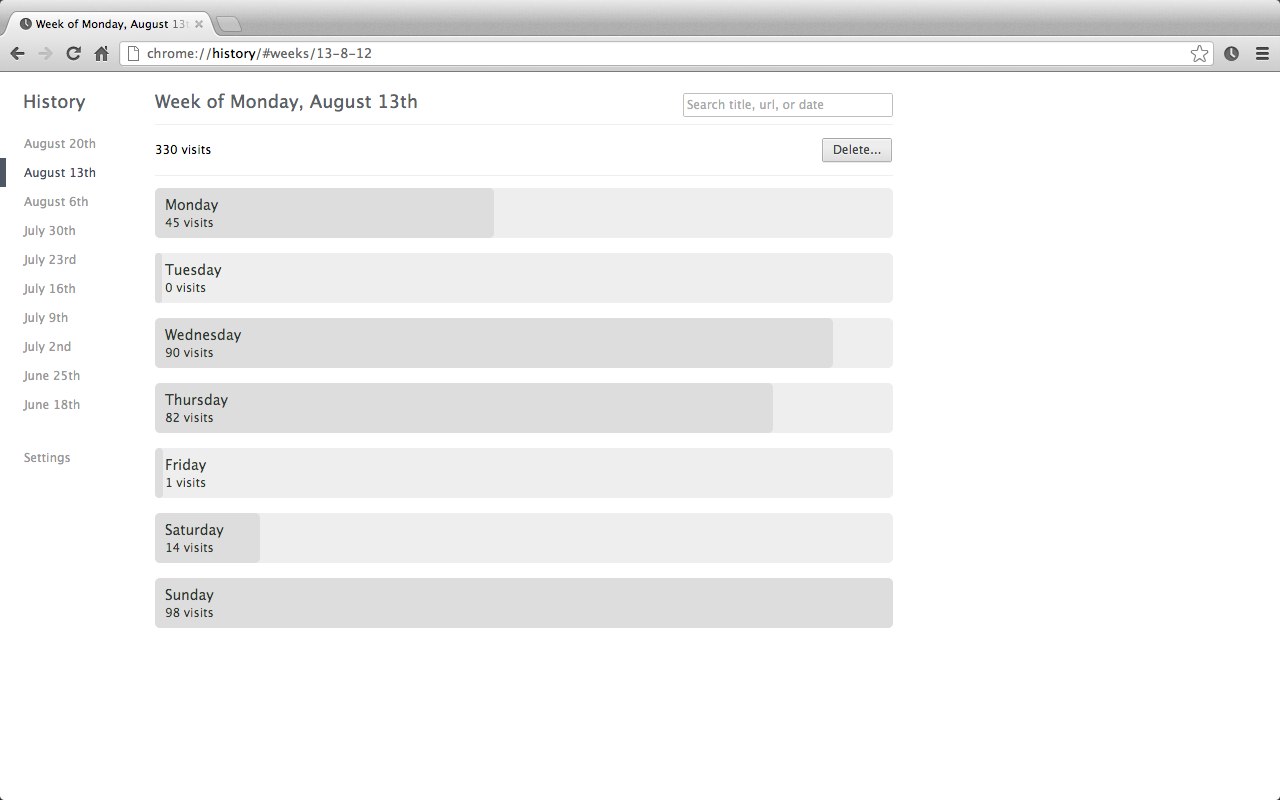 Week of Monday, August 13t
chrome://history/#weeks/13-8-12
History
August 20th
August 13th
August 6th
July 30th
July 23rd
July 16th
July 9th
July 2nd
June 25th
June 18th
Settings
Week of Monday, August 13th
Search title, url, or date
330 visits
Delete...
Monday
45 visits
Tuesday
0 visits
Wednesday
90 visits
Thursday
82 visits
Friday
1 visits
Saturday
14 visits
Sunday
98 visits